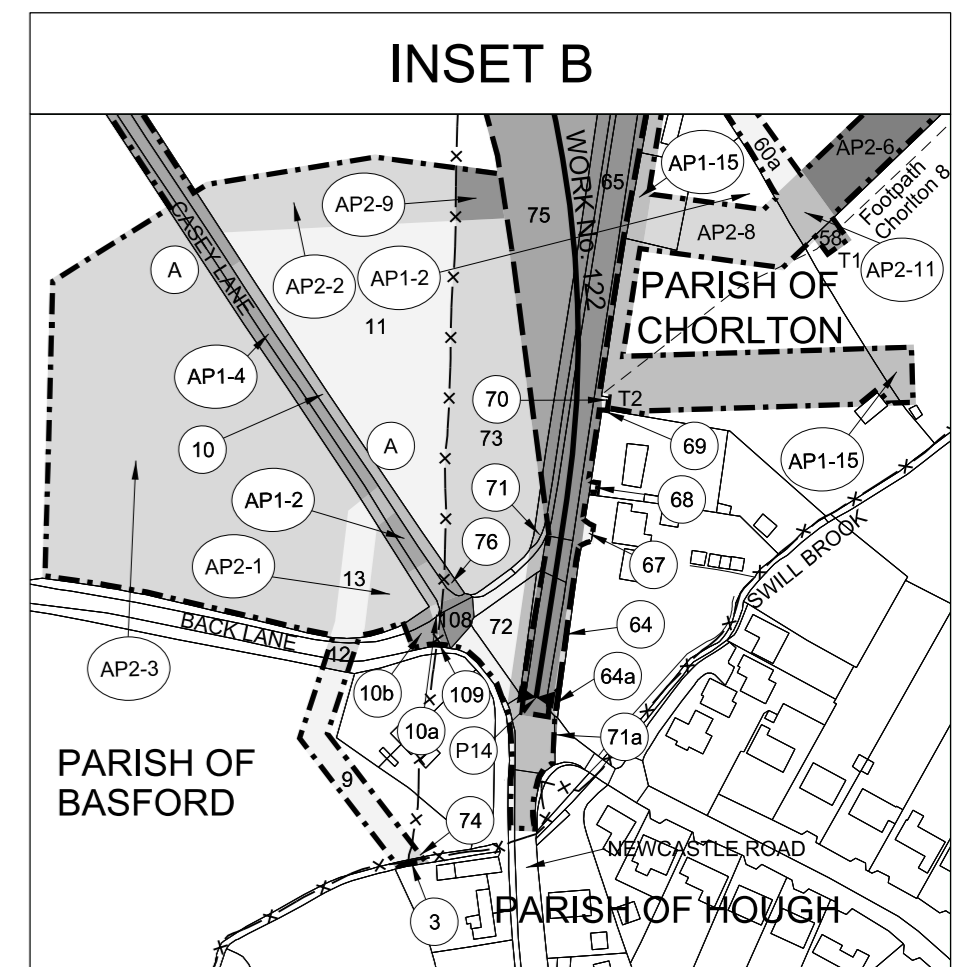 INSET B
WORK No. 122
65
AP1-15
60a
AP2-6
Footpath
Chorlton 8
AP2-9
75
CASEY LANE
AP2-8
58
T1
AP2-11
A
AP2-2
AP1-2
PARISH OF
CHORLTON
11
AP1-4
70
T2
10
A
73
69
AP1-15
71
68
AP1-2
76
67
AP2-1
13
SWILL BROOK
BACK LANE
108
72
64
12
AP2-3
10b
109
64a
10a
P14
71a
PARISH OF
BASFORD
9
74
NEWCASTLE ROAD
3
PARISH OF HOUGH